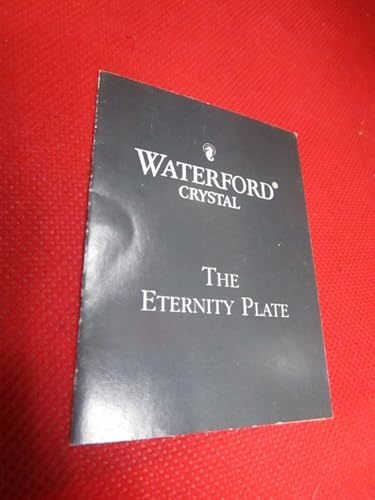 WATERFORD®
CRYSTAL
THE
ETERNITY PLATE